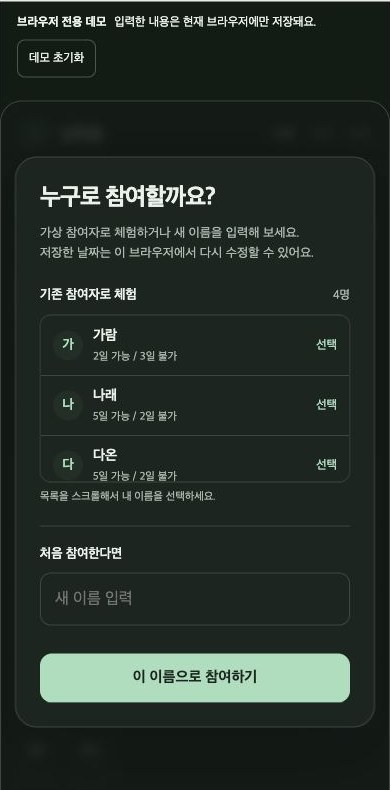 브라우저 전용 데모 입력한 내용은 현재 브라우저에만 저장돼요.
데모 초기화
누구로 참여할까요?
가상 참여자로 체험하거나 새 이름을 입력해 보세요.
저장한 날짜는 이 브라우저에서 다시 수정할 수 있어요.
기존 참여자로 체험 4명
가 가람 선택
2일 가능 / 3일 불가
나 나래 선택
5일 가능 / 2일 불가
다 다온 선택
5일 가능 / 2일 불가
목록을 스크롤해서 내 이름을 선택하세요.
처음 참여한다면
새 이름 입력
이 이름으로 참여하기